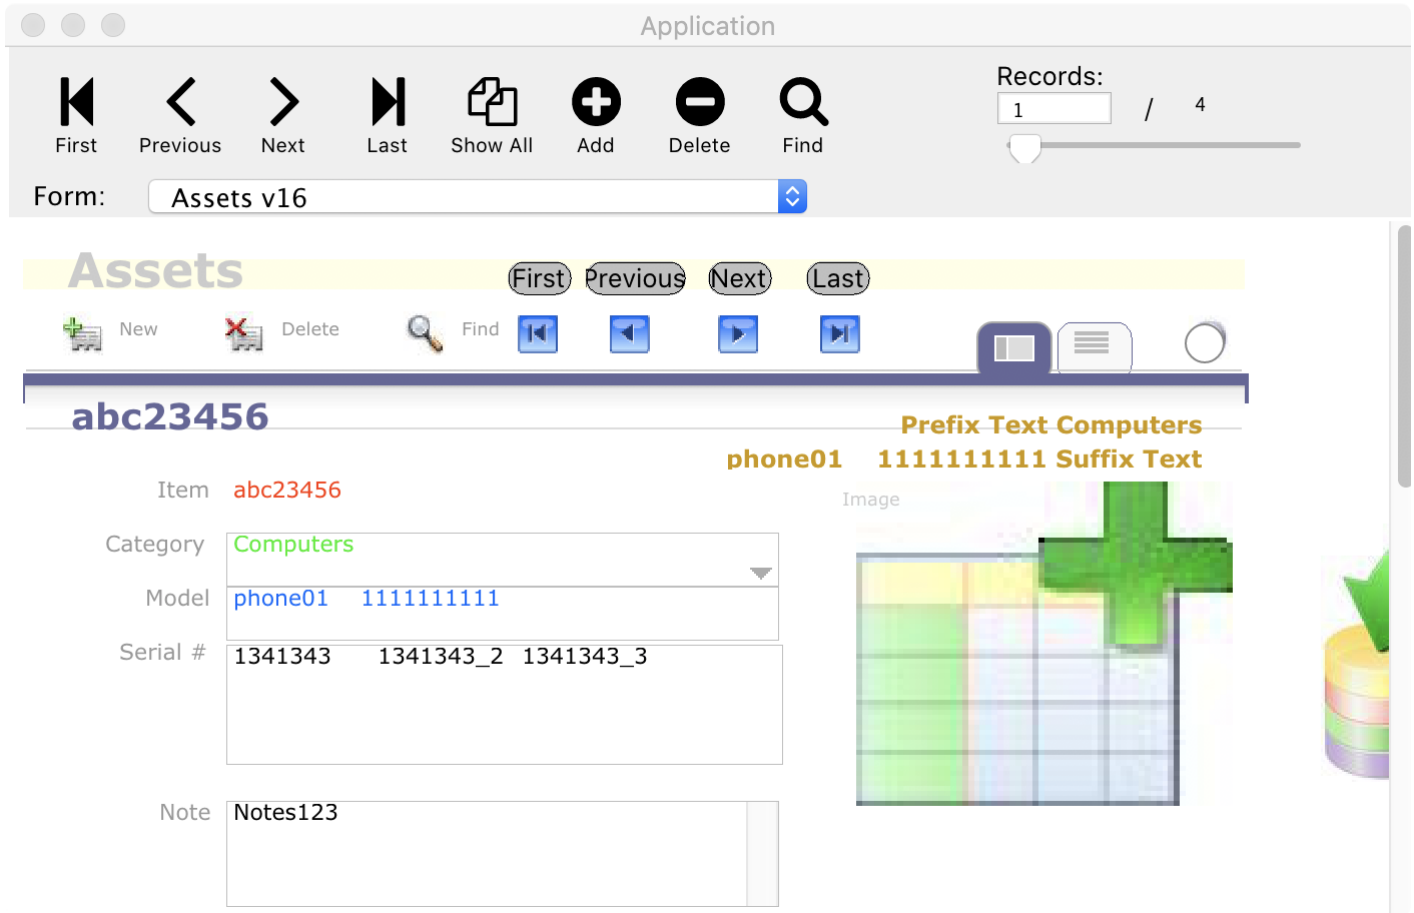 Application
Records:
1 / 4
First Previous Next Last Show All Add Delete Find
Form: Assets v16
Assets
First Previous Next Last
New Delete Find
abc23456
Prefix Text Computers
phone01 1111111111 Suffix Text
Item abc23456
Image
Category Computers
Model phone01 1111111111
Serial # 1341343 1341343_2 1341343_3
Note Notes123